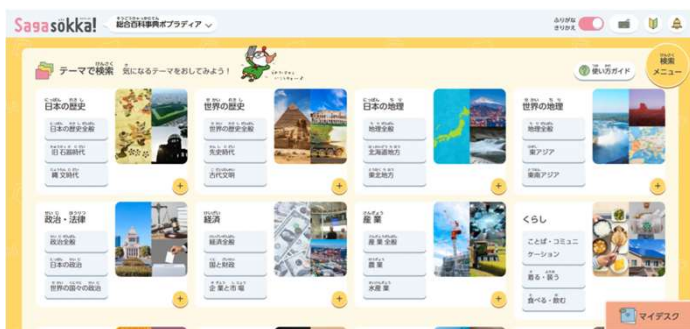 Sagasokka!
総合百科事典ポプラディア
ふりがな
きりかえ
テーマで検索 気になるテーマをおしてみよう！
使い方ガイド
検索
メニュー
日本の歴史
日本の歴史全般
旧石器時代
縄文時代
世界の歴史
世界の歴史全般
先史時代
古代文明
日本の地理
地理全般
北海道地方
東北地方
世界の地理
地理全般
東アジア
東南アジア
政治・法律
政治全般
日本の政治
世界の国々の政治
経済
経済全般
国と財政
企業と市場
産業
産業全般
農業
水産業
くらし
ことば・コミュニ
ケーション
着る・装う
食べる・飲む
マイデスク